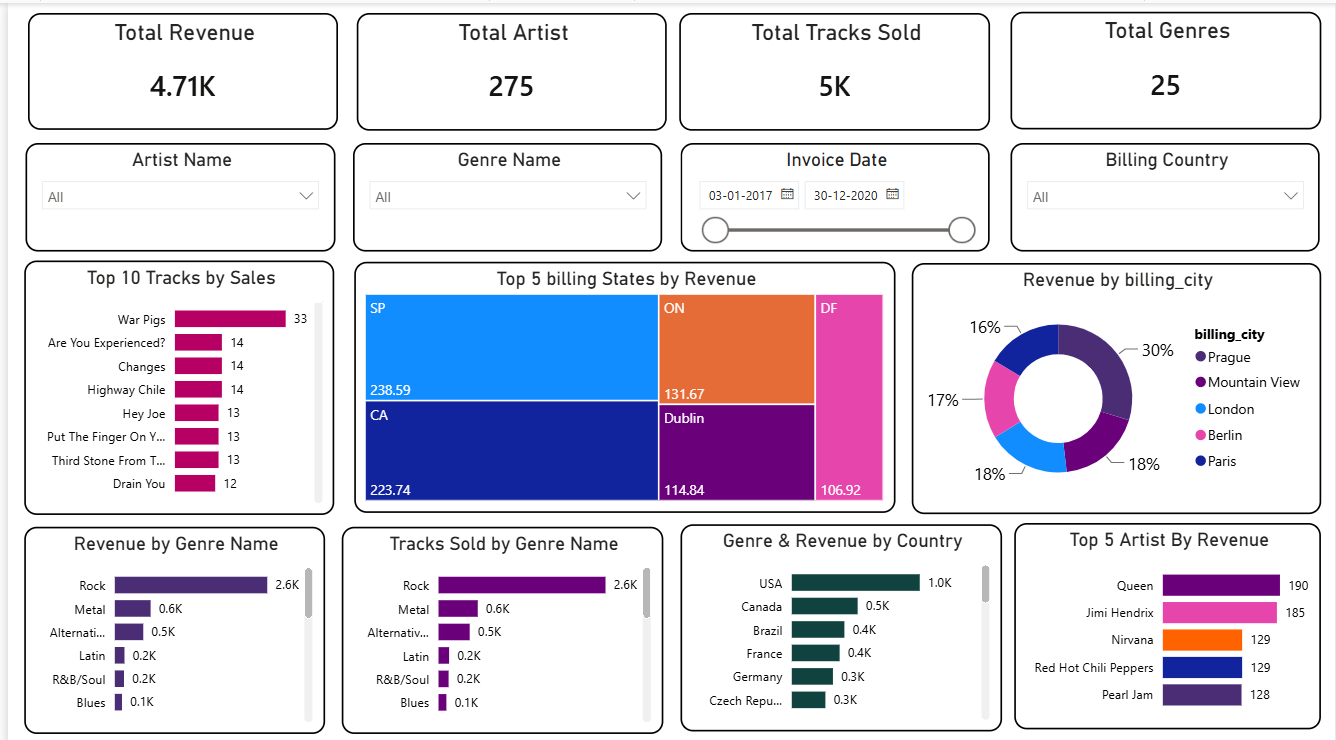 Total Revenue
4.71K
Total Artist
275
Total Tracks Sold
5K
Total Genres
25
Artist Name
All
Genre Name
All
Invoice Date
03-01-2017
30-12-2020
Billing Country
All
Top 10 Tracks by Sales
War Pigs 33
Are You Experienced? 14
Changes 14
Highway Chile 14
Hey Joe 13
Put The Finger On Y... 13
Third Stone From T... 13
Drain You 12
Top 5 billing States by Revenue
SP
238.59
CA
223.74
ON
131.67
Dublin
114.84
DF
106.92
Revenue by billing_city
16%
30%
17%
18%
18%
billing_city
Prague
Mountain View
London
Berlin
Paris
Revenue by Genre Name
Rock 2.6K
Metal 0.6K
Alternati... 0.5K
Latin 0.2K
R&B/Soul 0.2K
Blues 0.1K
Tracks Sold by Genre Name
Rock 2.6K
Metal 0.6K
Alternativ... 0.5K
Latin 0.2K
R&B/Soul 0.2K
Blues 0.1K
Genre & Revenue by Country
USA 1.0K
Canada 0.5K
Brazil 0.4K
France 0.4K
Germany 0.3K
Czech Repu... 0.3K
Top 5 Artist By Revenue
Queen 190
Jimi Hendrix 185
Nirvana 129
Red Hot Chili Peppers 129
Pearl Jam 128